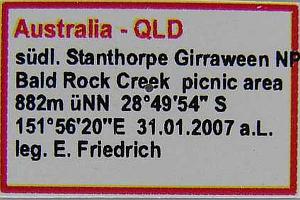 Australia - QLD
südl. Stanthorpe Girraween NP
Bald Rock Creek picnic area
882m üNN 28°49'54" S
151°56'20"E 31.01.2007 a.L.
leg. E. Friedrich